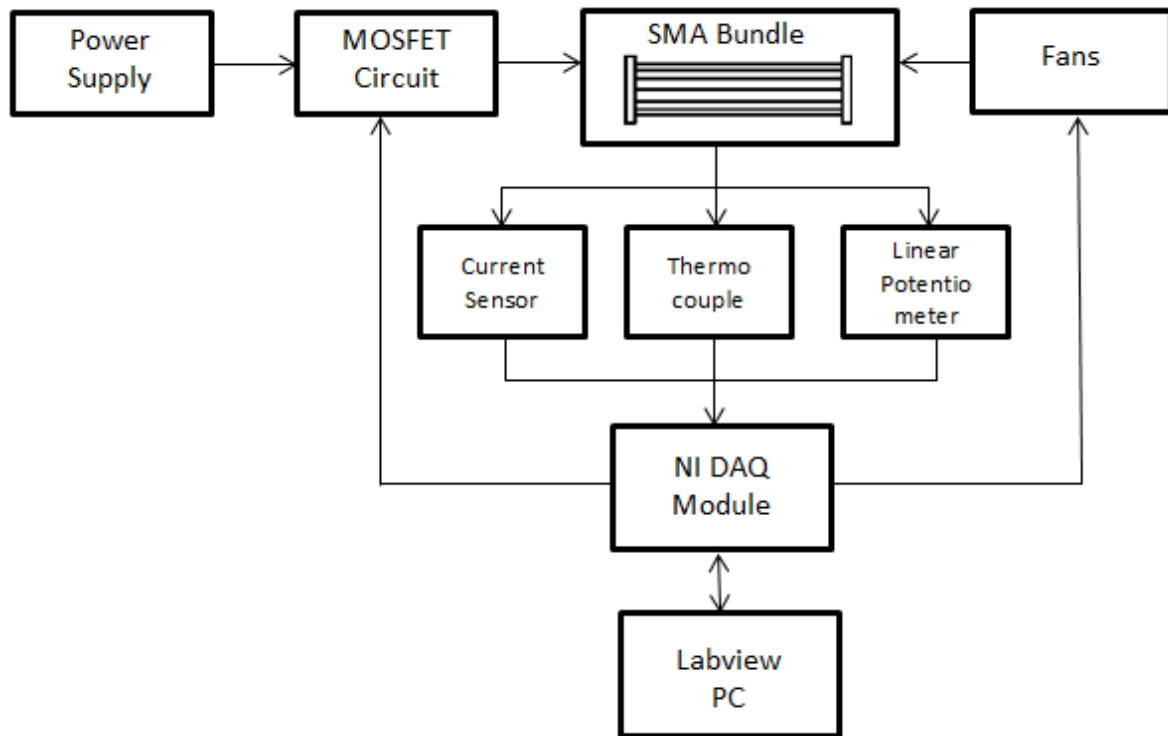 Power
Supply
MOSFET
Circuit
SMA Bundle
Fans
Current
Sensor
Thermo
couple
Linear
Potentio
meter
NI DAQ
Module
Labview
PC